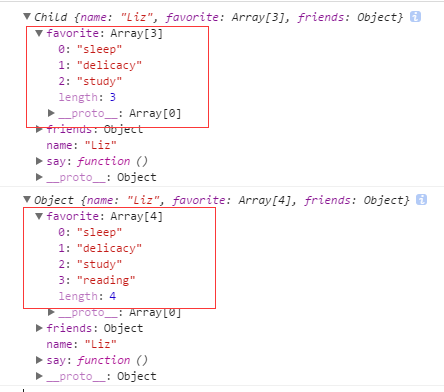 ▼Child {name: "Liz", favorite: Array[3], friends: Object} i
▼favorite: Array[3]
0: "sleep"
1: "delicacy"
2: "study"
length: 3
▶__proto__: Array[0]
▶friends: Object
name: "Liz"
▶say: function ()
▶__proto__: Object
▼Object {name: "Liz", favorite: Array[4], friends: Object} i
▼favorite: Array[4]
0: "sleep"
1: "delicacy"
2: "study"
3: "reading"
length: 4
▶__proto__: Array[0]
▶friends: Object
name: "Liz"
▶say: function ()
▶__proto__: Object